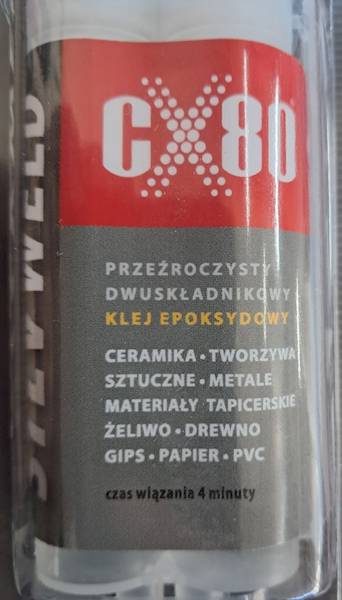 CX80
PRZEŹROCZYSTY
DWUSKŁADNIKOWY
KLEJ EPOKSYDOWY
CERAMIKA • TWORZYWA
SZTUCZNE • METALE
MATERIAŁY TAPICERSKIE
ŻELIWO • DREWNO
GIPS • PAPIER • PVC
czas wiązania 4 minuty